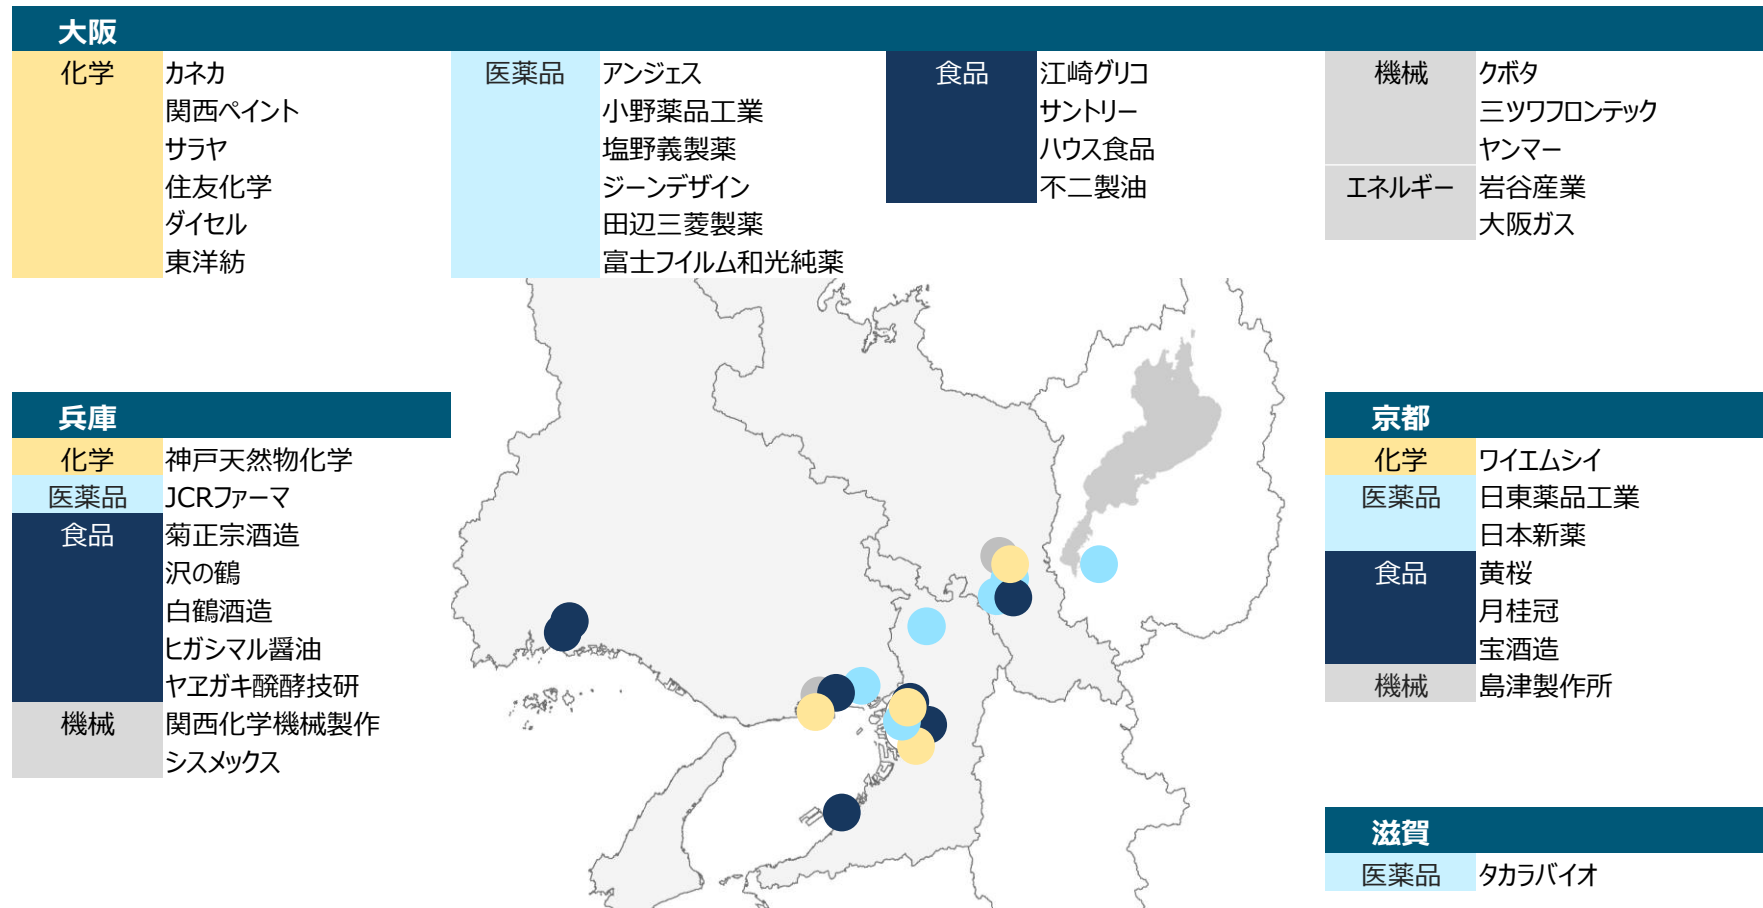 大阪
化学
カネカ
関西ペイント
サラヤ
住友化学
ダイセル
東洋紡
医薬品
アンジェス
小野薬品工業
塩野義製薬
ジーンデザイン
田辺三菱製薬
富士フイルム和光純薬
食品
江崎グリコ
サントリー
ハウス食品
不二製油
機械
クボタ
三ツワフロンテック
ヤンマー
エネルギー
岩谷産業
大阪ガス
兵庫
化学
神戸天然物化学
医薬品
JCRファーマ
食品
菊正宗酒造
沢の鶴
白鶴酒造
ヒガシマル醤油
ヤヱガキ醗酵技研
機械
関西化学機械製作
シスメックス
京都
化学
ワイエムシイ
医薬品
日東薬品工業
日本新薬
食品
黄桜
月桂冠
宝酒造
機械
島津製作所
滋賀
医薬品
タカラバイオ